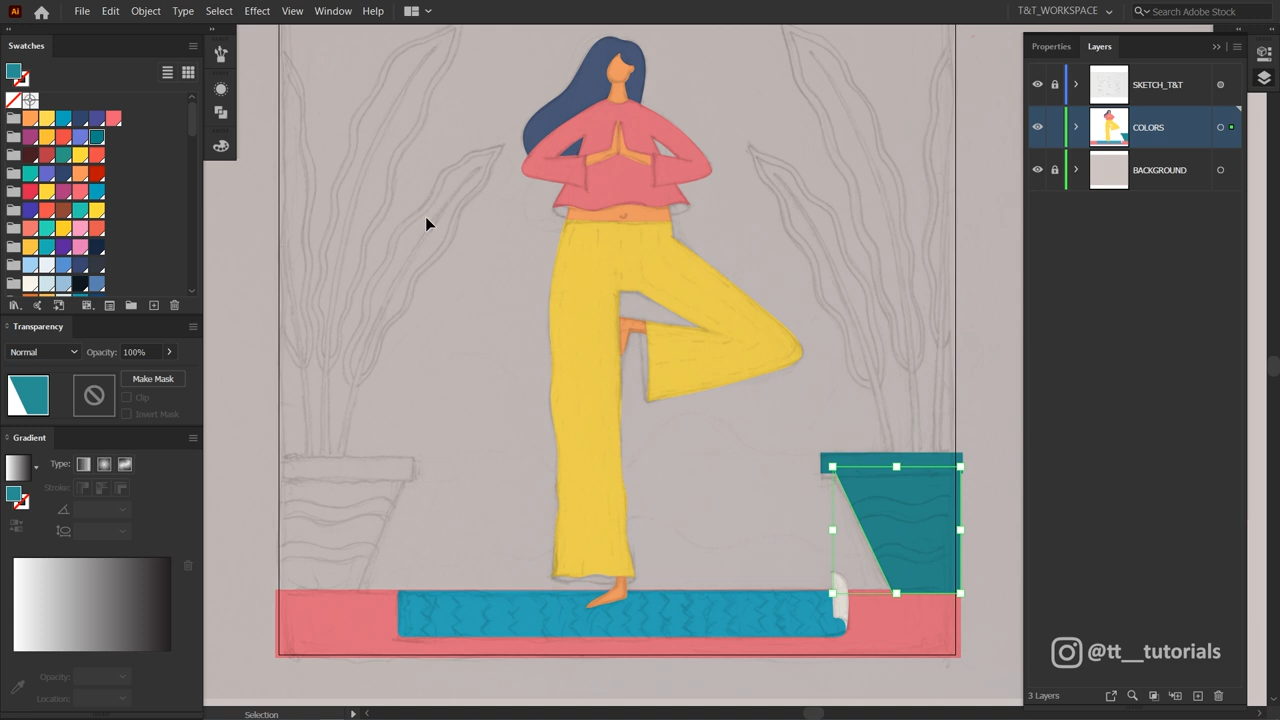 Ai File Edit Object Type Select Effect View Window Help T&T_WORKSPACE Search Adobe Stock
Swatches
Transparency
Normal Opacity: 100%
Make Mask
Clip
Invert Mask
Gradient
Type:
Stroke:
Opacity:
Location:
Selection
Properties Layers
SKETCH_T&T
COLORS
BACKGROUND
@tt__tutorials
3 Layers